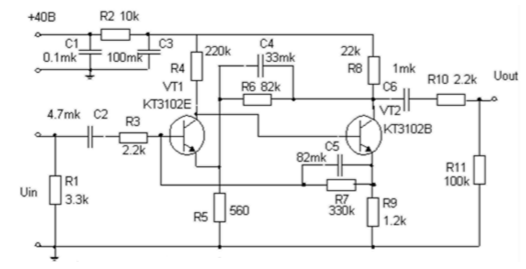 +40B
R2 10k
C1
0.1mk
C3
100mk
220k
R4
C4
33mk
R6 82k
22k
R8
1mk
C6
R10 2.2k
Uout
VT1
KT3102E
VT2
KT3102B
4.7mk
C2
R3
2.2k
C5
82mk
R11
100k
Uin
R1
3.3k
R5
560
R7
330k
R9
1.2k